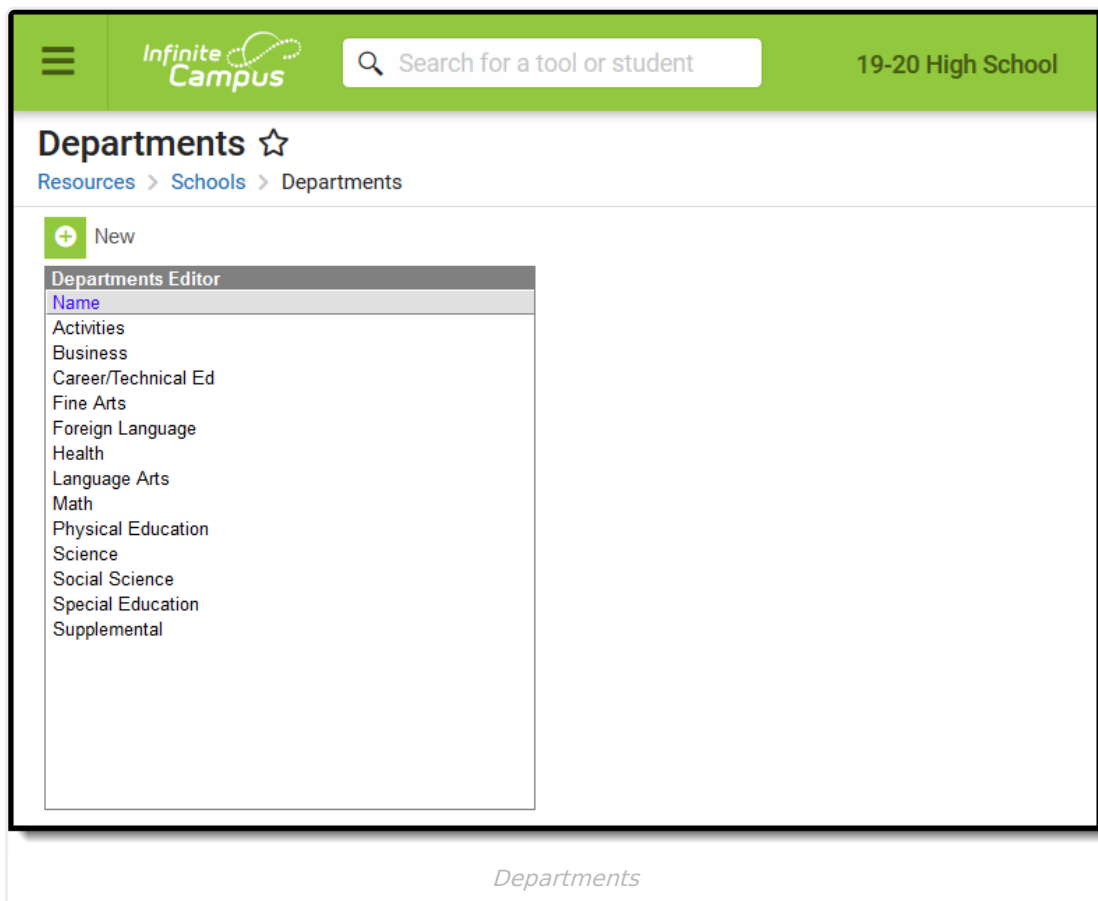 Infinite Campus
Search for a tool or student
19-20 High School
Departments
Resources > Schools > Departments
New
Departments Editor
Name
Activities
Business
Career/Technical Ed
Fine Arts
Foreign Language
Health
Language Arts
Math
Physical Education
Science
Social Science
Special Education
Supplemental
Departments